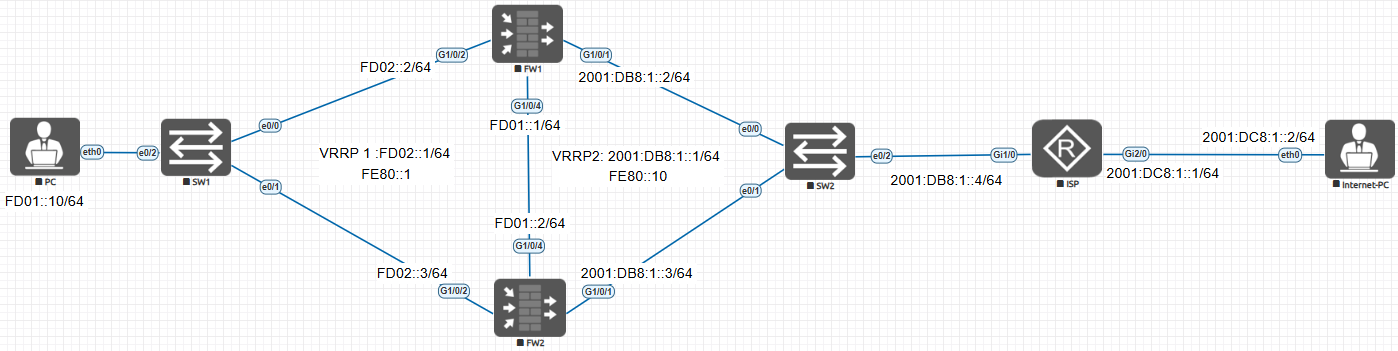 FW1
G1/0/2
G1/0/1
FD02::2/64
2001:DB8:1::2/64
G1/0/4
FD01::1/64
e0/0
e0/0
PC
eth0
e0/2
SW1
FD01::10/64
VRRP 1 :FD02::1/64
FE80::1
VRRP2: 2001:DB8:1::1/64
FE80::10
SW2
e0/2
Gi1/0
2001:DB8:1::4/64
ISP
Gi2/0
2001:DC8:1::1/64
2001:DC8:1::2/64
eth0
Internet-PC
e0/1
e0/1
FD01::2/64
G1/0/4
FD02::3/64
2001:DB8:1::3/64
G1/0/2
G1/0/1
FW2